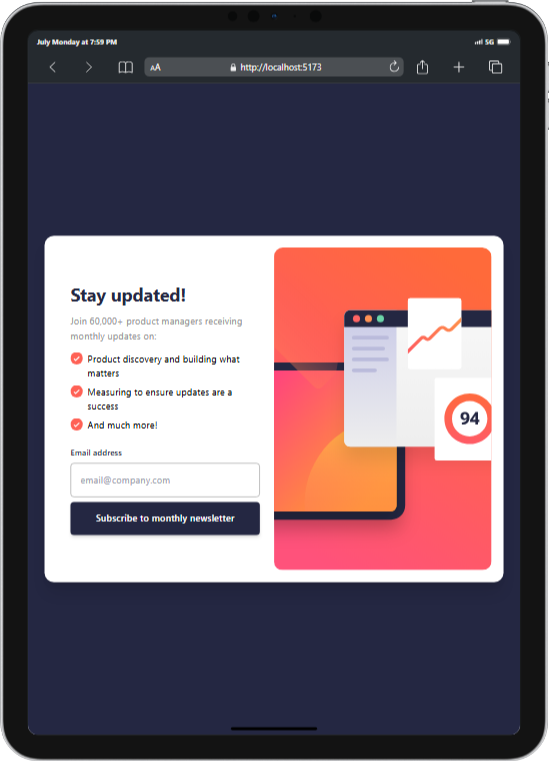 July Monday at 7:59 PM
5G
AA
http://localhost:5173
Stay updated!
Join 60,000+ product managers receiving
monthly updates on:
Product discovery and building what
matters
Measuring to ensure updates are a
success
And much more!
Email address
email@company.com
Subscribe to monthly newsletter
94